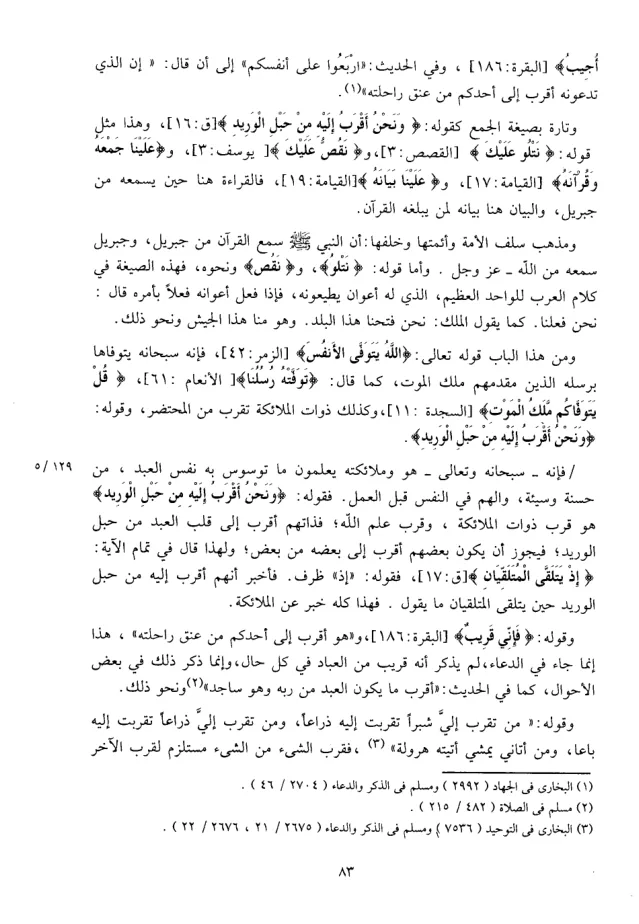 أُجِيبُ﴾ [البقرة:١٨٦] ، وفي الحديث:«ارْبَعُوا على أنفسكم» إلى أن قال: « إن الذي
تدعونه أقرب إلى أحدكم من عنق راحلته»(١).
وتارة بصيغة الجمع كقوله: ﴿ وَنَحْنُ أَقْرَبُ إِلَيْهِ مِنْ حَبْلِ الْوَرِيدِ ﴾[ق:١٦]، وهذا مثل
قوله: ﴿ نَتْلُو عَلَيْكَ ﴾ [القصص:٣]،و﴿ نَقُصُّ عَلَيْكَ ﴾[ يوسف:٣]، و﴿عَلَيْنَا جَمْعَهُ
وَقُرْآنَهُ﴾ [القيامة:١٧]، و﴿ عَلَيْنَا بَيَانَهُ ﴾[القيامة:١٩]، فالقراءة هنا حين يسمعه من
جبريل، والبيان هنا بيانه لمن يبلغه القرآن.
ومذهب سلف الأمة وأئمتها وخلفها:أن النبي ﷺ سمع القرآن من جبريل، وجبريل
سمعه من الله ـ عز وجل . وأما قوله: ﴿ نَتْلُو﴾، و﴿ نَقُص﴾ ونحوه، فهذه الصيغة في
كلام العرب للواحد العظيم، الذي له أعوان يطيعونه، فإذا فعل أعوانه فعلاً بأمره قال :
نحن فعلنا. كما يقول الملك: نحن فتحنا هذا البلد. وهو منا هذا الجيش ونحو ذلك.
ومن هذا الباب قوله تعالى:﴿اللَّهُ يَتَوَفَّى الأَنفُسَ﴾ [الزمر:٤٢]، فإنه سبحانه يتوفاها
برسله الذين مقدمهم ملك الموت، كما قال: ﴿تَوَفَّتْهُ رُسُلُنَا﴾[ الأنعام :٦١]، ﴿ قُلْ
يَتَوَفَّاكُم مَّلَكُ الْمَوْتِ﴾ [السجدة :١١]،وكذلك ذوات الملائكة تقرب من المحتضر، وقوله:
﴿وَنَحْنُ أَقْرَبُ إِلَيْهِ مِنْ حَبْلِ الْوَرِيدِ﴾.
٥/١٢٩ /فإنه ـ سبحانه وتعالى ـ هو وملائكته يعلمون ما توسوس به نفس العبد ، من
حسنة وسيئة، والهم في النفس قبل العمل. فقوله: ﴿وَنَحْنُ أَقْرَبُ إِلَيْهِ مِنْ حَبْلِ الْوَرِيدِ﴾
هو قرب ذوات الملائكة ، وقرب علم الله؛ فذاتهم أقرب إلى قلب العبد من حبل
الوريد؛ فيجوز أن يكون بعضهم أقرب إلى بعضه من بعض؛ ولهذا قال في تمام الآية:
﴿ إِذْ يَتَلَقَّى الْمُتَلَقِّيَانِ ﴾[ق:١٧]، فقوله: «إذ» ظرف. فأخبر أنهم أقرب إليه من حبل
الوريد حين يتلقى المتلقيان ما يقول . فهذا كله خبر عن الملائكة.
وقوله: ﴿ فَإِنِّي قَرِيبٌ﴾ [البقرة:١٨٦]،و«هو أقرب إلى أحدكم من عنق راحلته» ، هذا
إنما جاء في الدعاء،لم يذكر أنه قريب من العباد في كل حال،وإنما ذكر ذلك في بعض
الأحوال، كما في الحديث:«أقرب ما يكون العبد من ربه وهو ساجد»(٢)ونحو ذلك.
وقوله:« من تقرب إليَّ شبراً تقربت إليه ذراعاً، ومن تقرب إليَّ ذراعاً تقربت إليه
باعا، ومن أتاني يمشي أتيته هرولة» (٣) ،فقرب الشىء من الشىء مستلزم لقرب الآخر
(١) البخارى فى الجهاد ( ٢٩٩٢ ) ومسلم فى الذكر والدعاء ( ٢٧٠٤ / ٤٦ ) .
(٢) مسلم فى الصلاة ( ٤٨٢ / ٢١٥ ) .
(٣) البخارى فى التوحيد ( ٧٥٣٦ ) ومسلم فى الذكر والدعاء ( ٢٦٧٥ / ٢١ ، ٢٦٧٦ / ٢٢ ) .
٨٣